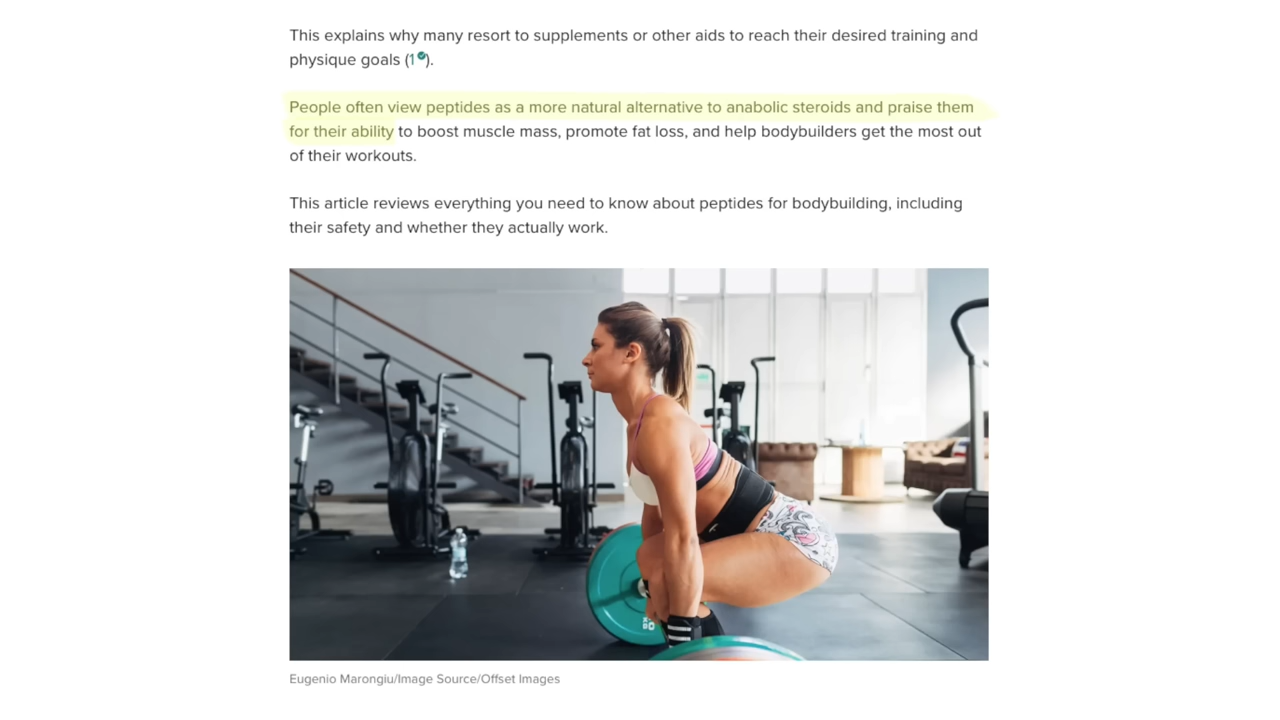 This explains why many resort to supplements or other aids to reach their desired training and
physique goals (1).
People often view peptides as a more natural alternative to anabolic steroids and praise them
for their ability to boost muscle mass, promote fat loss, and help bodybuilders get the most out
of their workouts.
This article reviews everything you need to know about peptides for bodybuilding, including
their safety and whether they actually work.
Eugenio Marongiu/Image Source/Offset Images